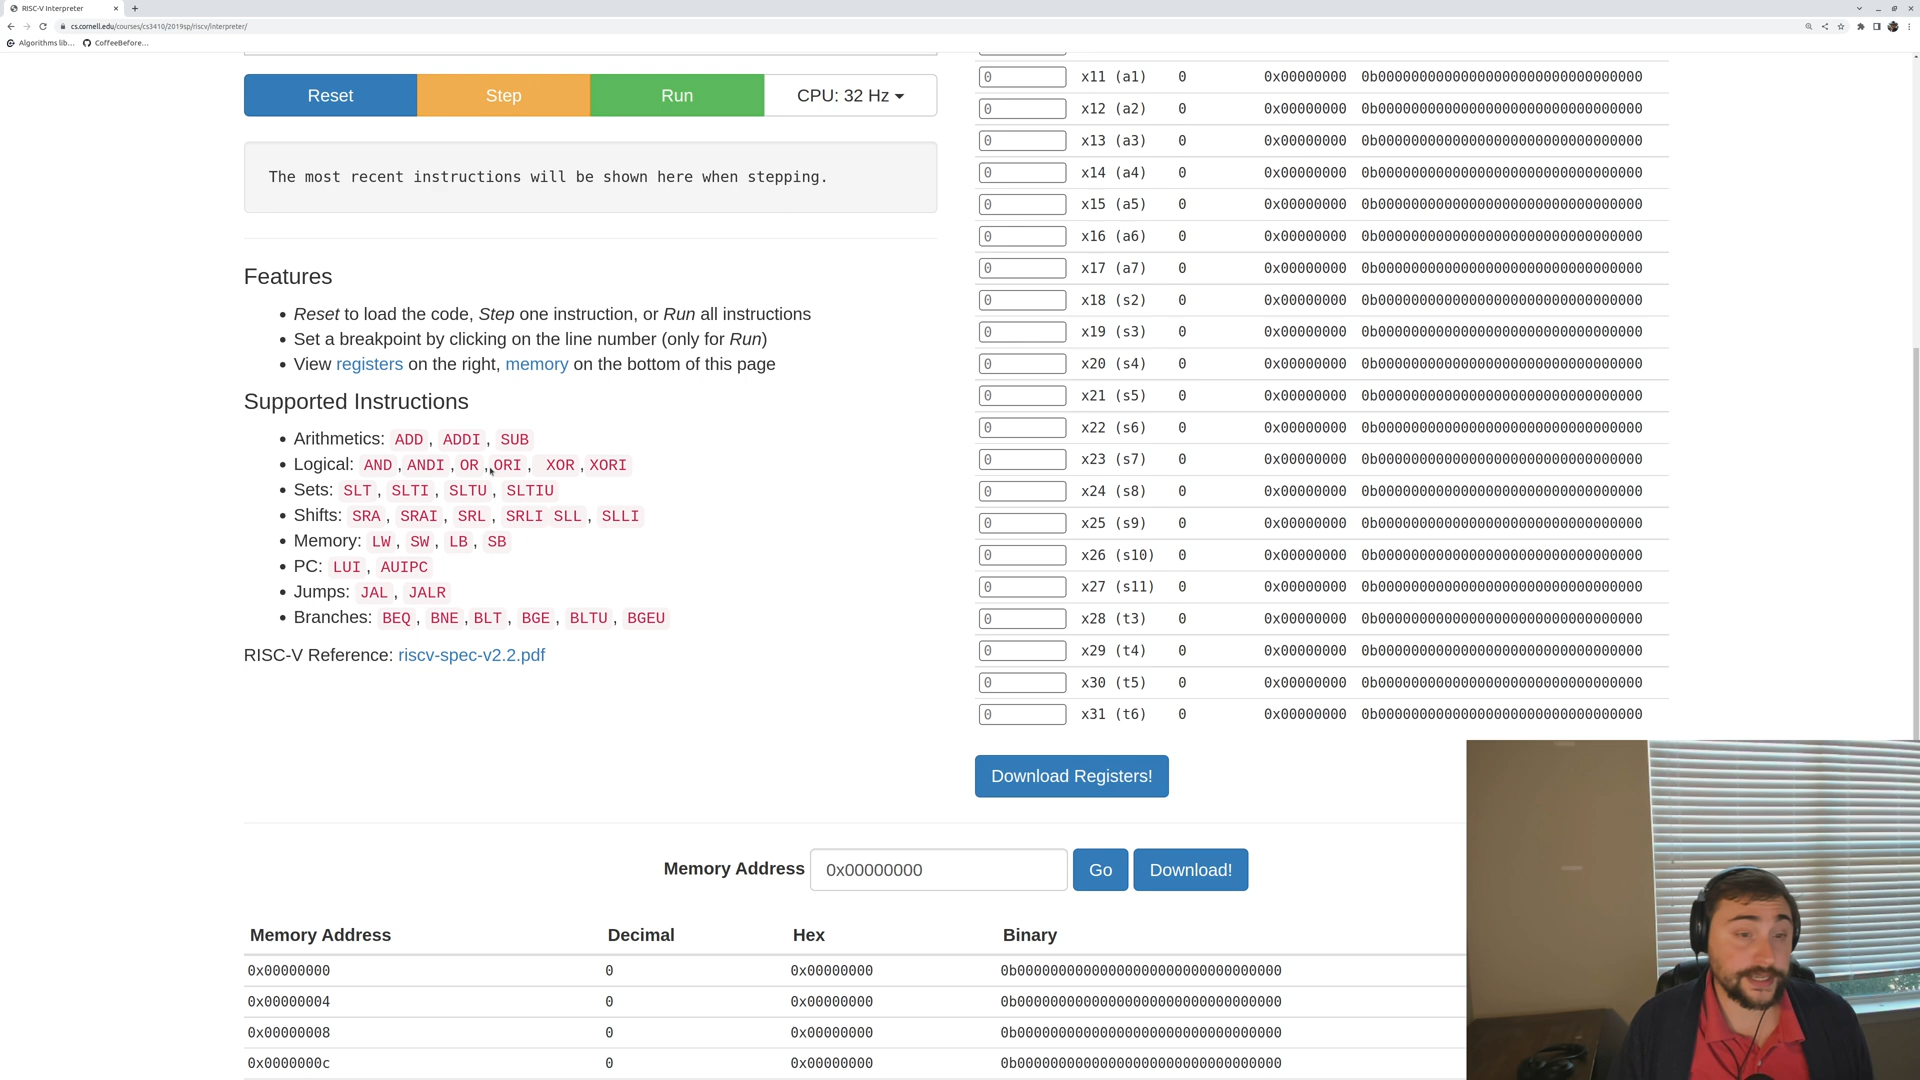 RISC-V Interpreter
cs.cornell.edu/courses/cs3410/2019sp/riscv/interpreter/
Algorithms lib... CoffeeBefore...
Reset Step Run CPU: 32 Hz
The most recent instructions will be shown here when stepping.
Features
Reset to load the code, Step one instruction, or Run all instructions
Set a breakpoint by clicking on the line number (only for Run)
View registers on the right, memory on the bottom of this page
Supported Instructions
Arithmetics: ADD, ADDI, SUB
Logical: AND, ANDI, OR, ORI, XOR, XORI
Sets: SLT, SLTI, SLTU, SLTIU
Shifts: SRA, SRAI, SRL, SRLI SLL, SLLI
Memory: LW, SW, LB, SB
PC: LUI, AUIPC
Jumps: JAL, JALR
Branches: BEQ, BNE, BLT, BGE, BLTU, BGEU
RISC-V Reference: riscv-spec-v2.2.pdf
0 x11 (a1) 0 0x00000000 0b00000000000000000000000000000000
0 x12 (a2) 0 0x00000000 0b00000000000000000000000000000000
0 x13 (a3) 0 0x00000000 0b00000000000000000000000000000000
0 x14 (a4) 0 0x00000000 0b00000000000000000000000000000000
0 x15 (a5) 0 0x00000000 0b00000000000000000000000000000000
0 x16 (a6) 0 0x00000000 0b00000000000000000000000000000000
0 x17 (a7) 0 0x00000000 0b00000000000000000000000000000000
0 x18 (s2) 0 0x00000000 0b00000000000000000000000000000000
0 x19 (s3) 0 0x00000000 0b00000000000000000000000000000000
0 x20 (s4) 0 0x00000000 0b00000000000000000000000000000000
0 x21 (s5) 0 0x00000000 0b00000000000000000000000000000000
0 x22 (s6) 0 0x00000000 0b00000000000000000000000000000000
0 x23 (s7) 0 0x00000000 0b00000000000000000000000000000000
0 x24 (s8) 0 0x00000000 0b00000000000000000000000000000000
0 x25 (s9) 0 0x00000000 0b00000000000000000000000000000000
0 x26 (s10) 0 0x00000000 0b00000000000000000000000000000000
0 x27 (s11) 0 0x00000000 0b00000000000000000000000000000000
0 x28 (t3) 0 0x00000000 0b00000000000000000000000000000000
0 x29 (t4) 0 0x00000000 0b00000000000000000000000000000000
0 x30 (t5) 0 0x00000000 0b00000000000000000000000000000000
0 x31 (t6) 0 0x00000000 0b00000000000000000000000000000000
Download Registers!
Memory Address 0x00000000 Go Download!
Memory Address Decimal Hex Binary
0x00000000 0 0x00000000 0b00000000000000000000000000000000
0x00000004 0 0x00000000 0b00000000000000000000000000000000
0x00000008 0 0x00000000 0b00000000000000000000000000000000
0x0000000c 0 0x00000000 0b00000000000000000000000000000000